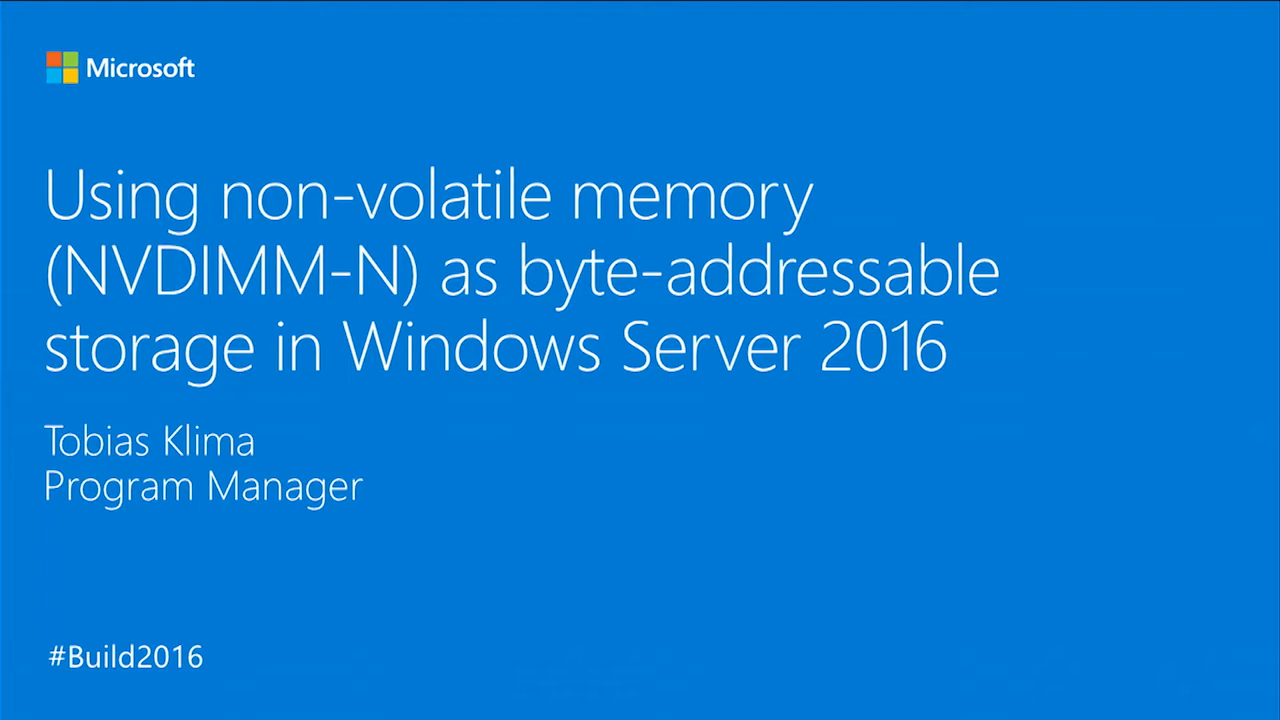 Microsoft
Using non-volatile memory
(NVDIMM-N) as byte-addressable
storage in Windows Server 2016
Tobias Klima
Program Manager
#Build2016